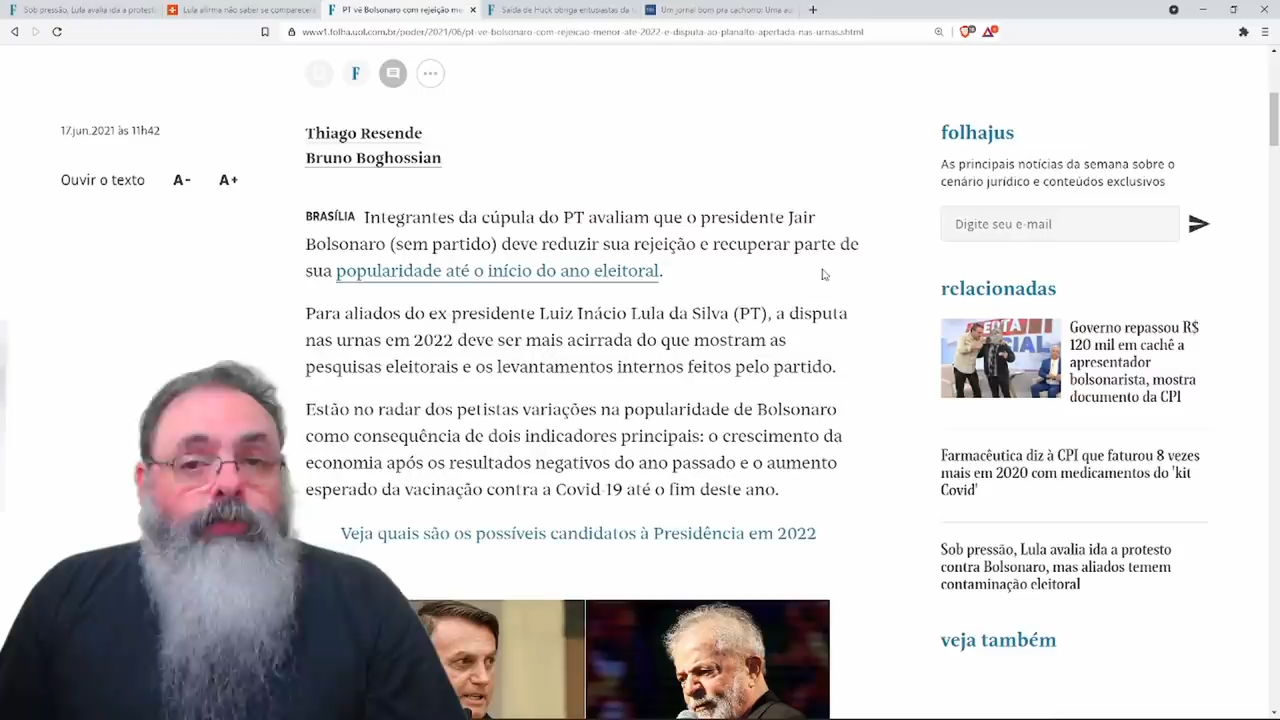 Sob pressão, Lula avalia ida a protest
Lula afirma não saber se comparece
PT vê Bolsonaro com rejeição me
Saída de Huck obriga entusiastas da
Um jornal bom pra cachorro: Uma au
www1.folha.uol.com.br/poder/2021/06/pt-ve-bolsonaro-com-rejeicao-menor-ate-2022-e-disputa-ao-planalto-apertada-nas-urnas.shtml
F
17.jun.2021 às 11h42
Ouvir o texto A- A+
Thiago Resende
Bruno Boghossian
BRASÍLIA Integrantes da cúpula do PT avaliam que o presidente Jair
Bolsonaro (sem partido) deve reduzir sua rejeição e recuperar parte de
sua popularidade até o início do ano eleitoral.
Para aliados do ex presidente Luiz Inácio Lula da Silva (PT), a disputa
nas urnas em 2022 deve ser mais acirrada do que mostram as
pesquisas eleitorais e os levantamentos internos feitos pelo partido.
Estão no radar dos petistas variações na popularidade de Bolsonaro
como consequência de dois indicadores principais: o crescimento da
economia após os resultados negativos do ano passado e o aumento
esperado da vacinação contra a Covid-19 até o fim deste ano.
Veja quais são os possíveis candidatos à Presidência em 2022
folhajus
As principais notícias da semana sobre o
cenário jurídico e conteúdos exclusivos
Digite seu e-mail
relacionadas
Governo repassou R$
120 mil em cachê a
apresentador
bolsonarista, mostra
documento da CPI
Farmacêutica diz à CPI que faturou 8 vezes
mais em 2020 com medicamentos do 'kit
Covid'
Sob pressão, Lula avalia ida a protesto
contra Bolsonaro, mas aliados temem
contaminação eleitoral
veja também